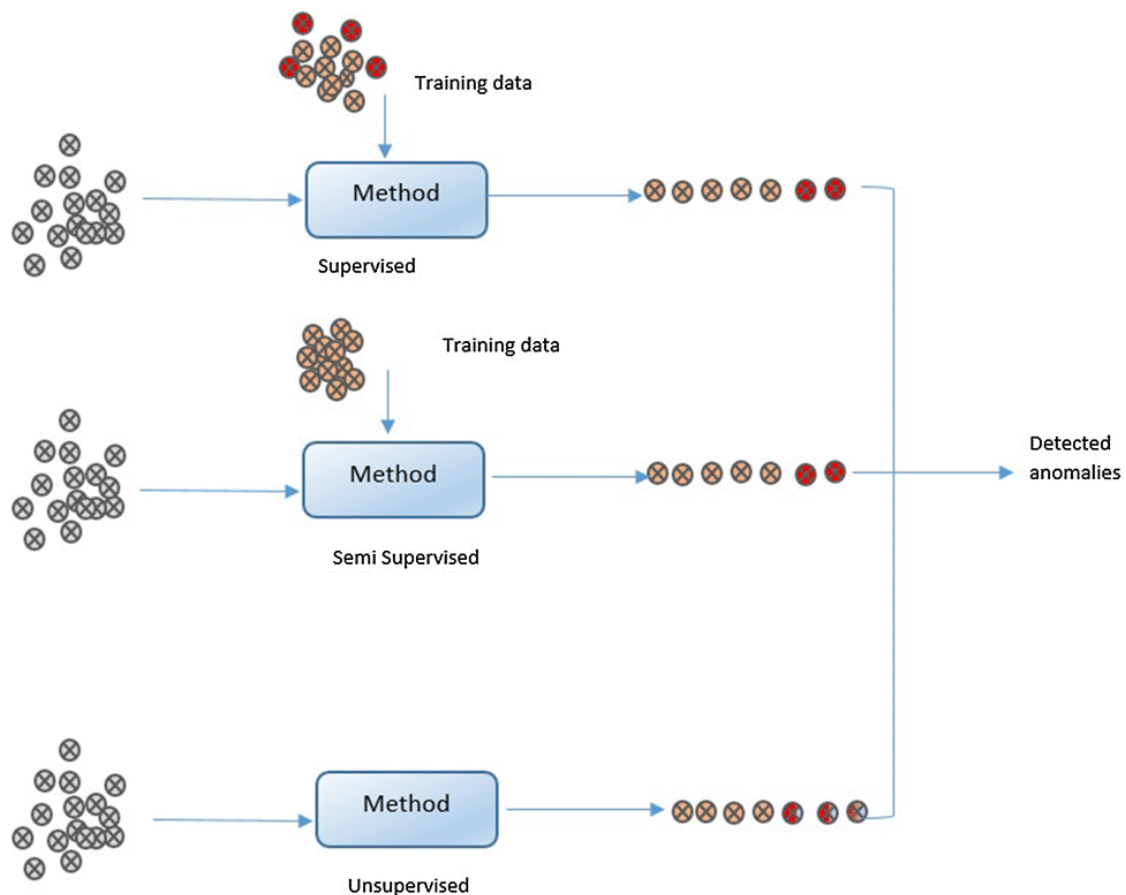 Training data
Method
Supervised
Training data
Method
Semi Supervised
Detected
anomalies
Method
Unsupervised